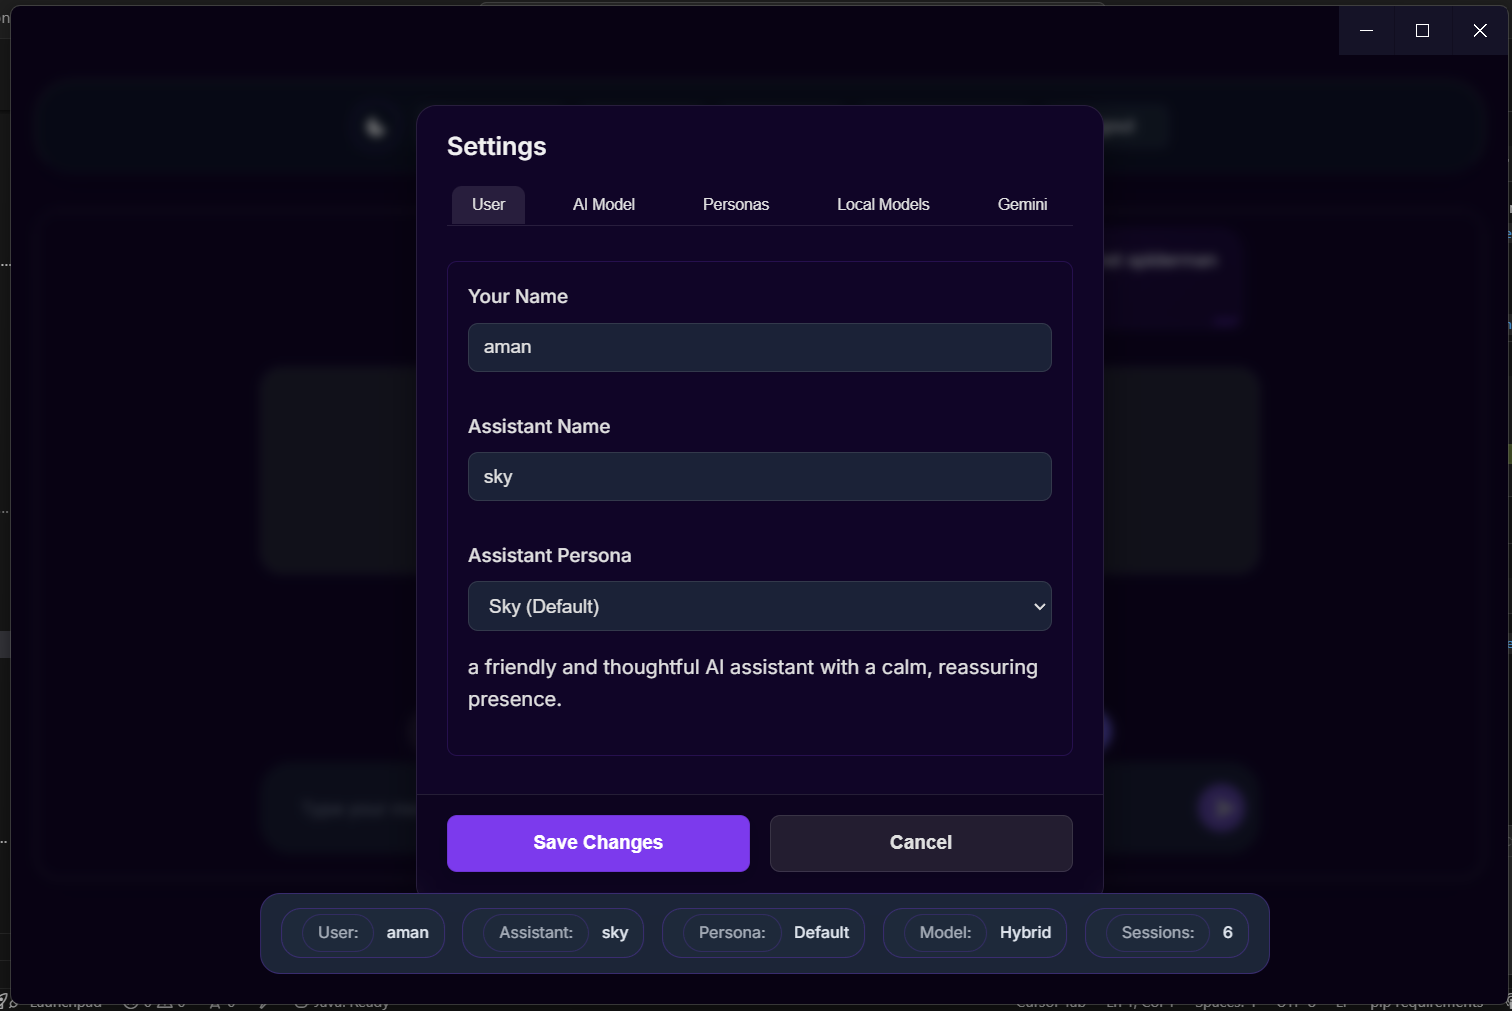 Settings
User AI Model Personas Local Models Gemini
Your Name
aman
Assistant Name
sky
Assistant Persona
Sky (Default)
a friendly and thoughtful AI assistant with a calm, reassuring
presence.
Save Changes Cancel
User: aman Assistant: sky Persona: Default Model: Hybrid Sessions: 6